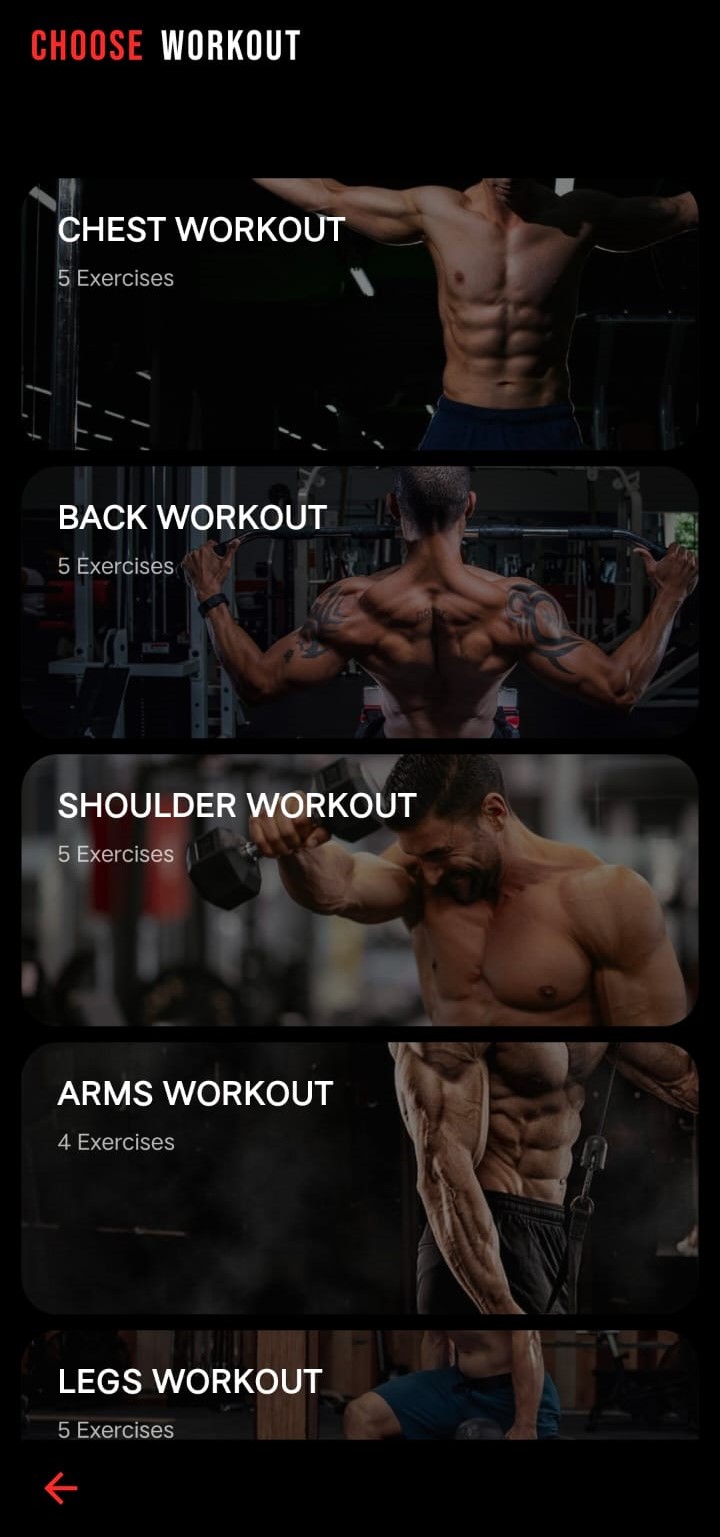 CHOOSE WORKOUT
CHEST WORKOUT
5 Exercises
BACK WORKOUT
5 Exercises
SHOULDER WORKOUT
5 Exercises
ARMS WORKOUT
4 Exercises
LEGS WORKOUT
5 Exercises